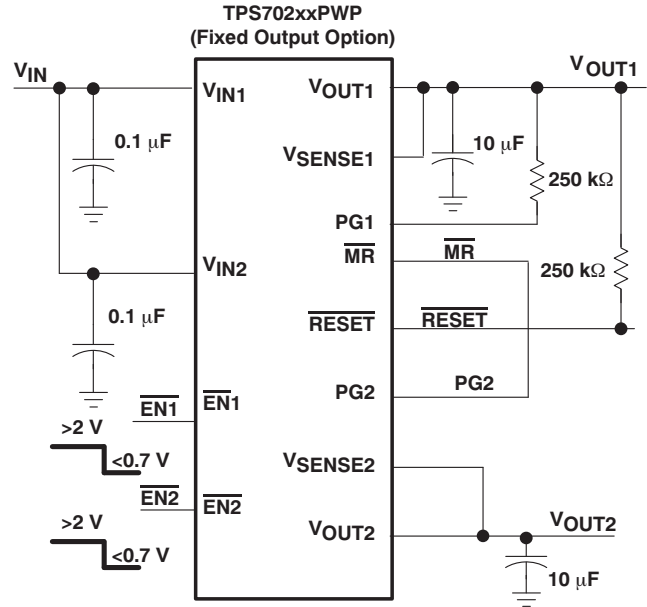 TPS702xxPWP
(Fixed Output Option)
VIN
VIN1
VOUT1
VOUT1
0.1 μF
VSENSE1
10 μF
250 kΩ
PG1
MR
MR
VIN2
250 kΩ
0.1 μF
RESET
RESET
EN1
EN1
PG2
PG2
>2 V
<0.7 V
VSENSE2
EN2
EN2
>2 V
VOUT2
VOUT2
<0.7 V
10 μF